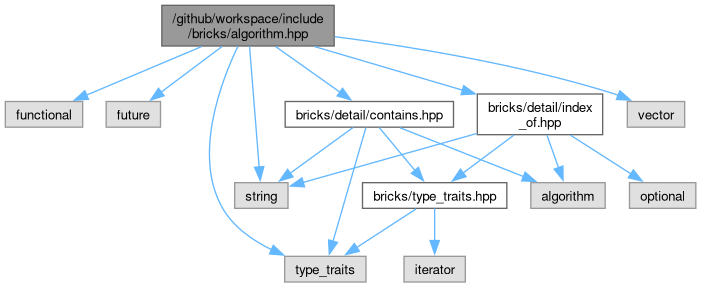 /github/workspace/include
/bricks/algorithm.hpp
functional
future
bricks/detail/contains.hpp
bricks/detail/index
_of.hpp
vector
string
bricks/type_traits.hpp
algorithm
optional
type_traits
iterator